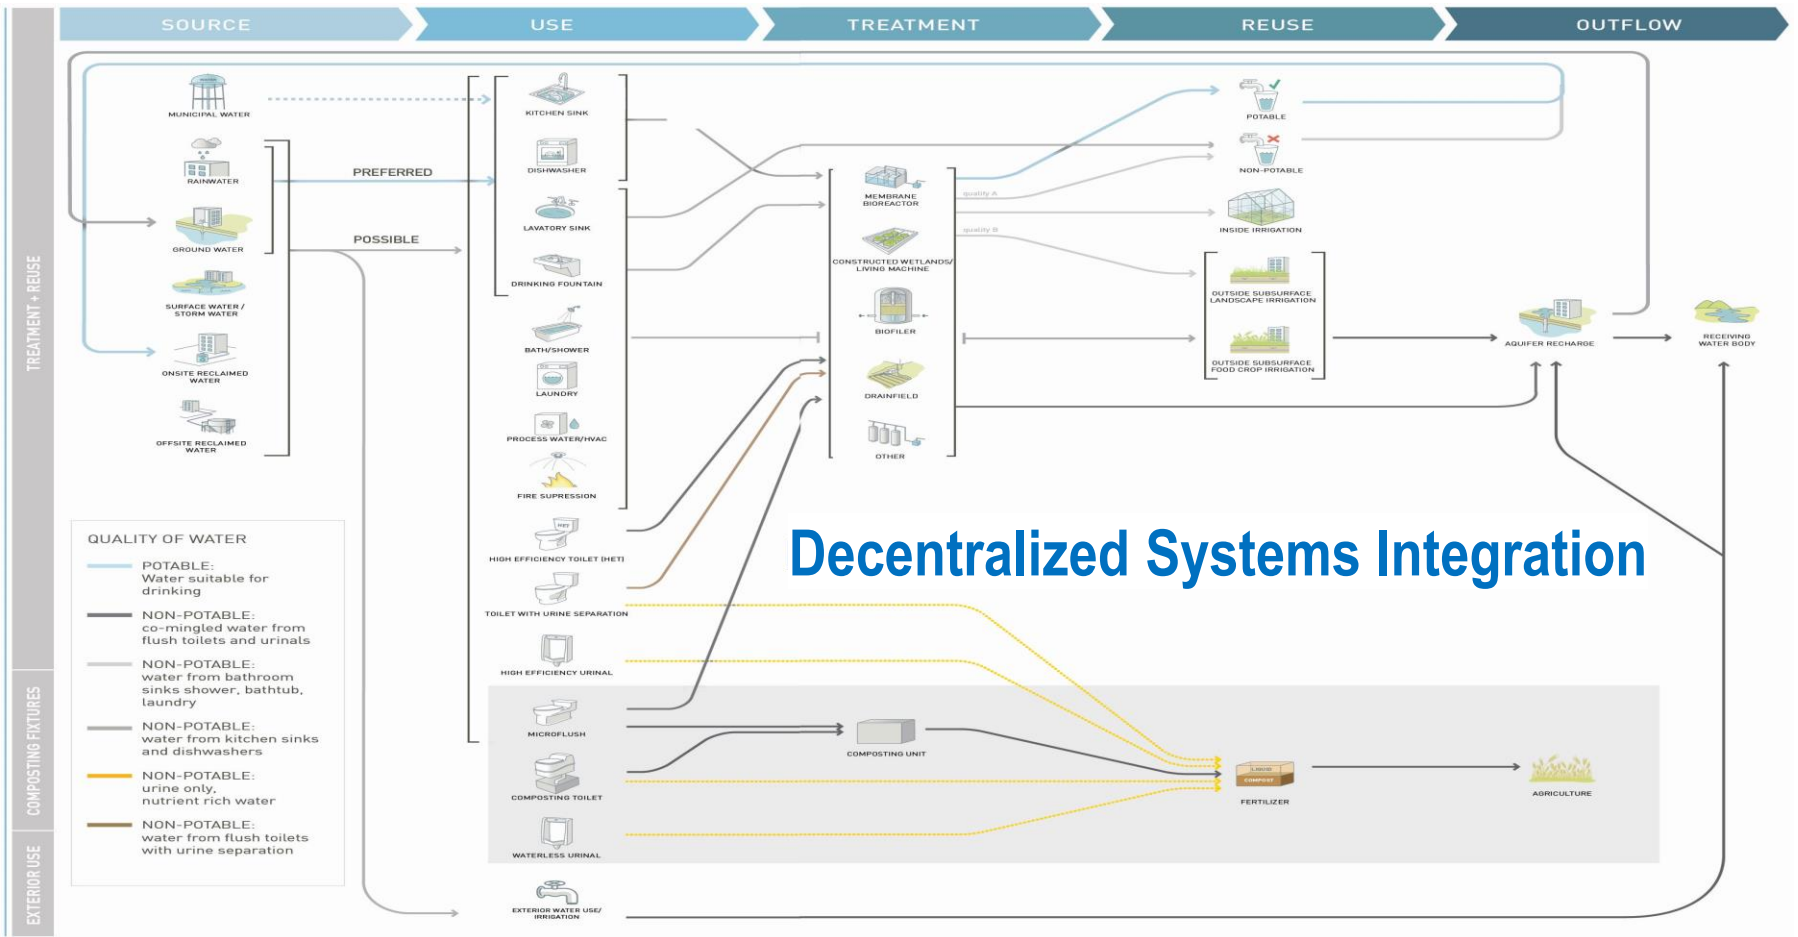 SOURCE
USE
TREATMENT
REUSE
OUTFLOW
TREATMENT + REUSE
COMPOSTING FIXTURES
EXTERIOR USE
MUNICIPAL WATER
RAINWATER
GROUND WATER
SURFACE WATER /
STORM WATER
ONSITE RECLAIMED
WATER
OFFSITE RECLAIMED
WATER
PREFERRED
POSSIBLE
KITCHEN SINK
DISHWASHER
LAVATORY SINK
DRINKING FOUNTAIN
BATH/SHOWER
LAUNDRY
PROCESS WATER/HVAC
FIRE SUPRESSION
HET
HIGH EFFICIENCY TOILET (HET)
TOILET WITH URINE SEPARATION
HIGH EFFICIENCY URINAL
MICROFLUSH
COMPOSTING TOILET
WATERLESS URINAL
EXTERIOR WATER USE/
IRRIGATION
MEMBRANE
BIOREACTOR
CONSTRUCTED WETLANDS/
LIVING MACHINE
BIOFILER
DRAINFIELD
OTHER
COMPOSTING UNIT
quality A
quality B
POTABLE
NON-POTABLE
INSIDE IRRIGATION
OUTSIDE SUBSURFACE
LANDSCAPE IRRIGATION
OUTSIDE SUBSURFACE
FOOD CROP IRRIGATION
LIQUID
COMPOST
FERTILIZER
AQUIFER RECHARGE
RECEIVING
WATER BODY
AGRICULTURE
Decentralized Systems Integration
QUALITY OF WATER
POTABLE:
Water suitable for
drinking
NON-POTABLE:
co-mingled water from
flush toilets and urinals
NON-POTABLE:
water from bathroom
sinks shower, bathtub,
laundry
NON-POTABLE:
water from kitchen sinks
and dishwashers
NON-POTABLE:
urine only,
nutrient rich water
NON-POTABLE:
water from flush toilets
with urine separation